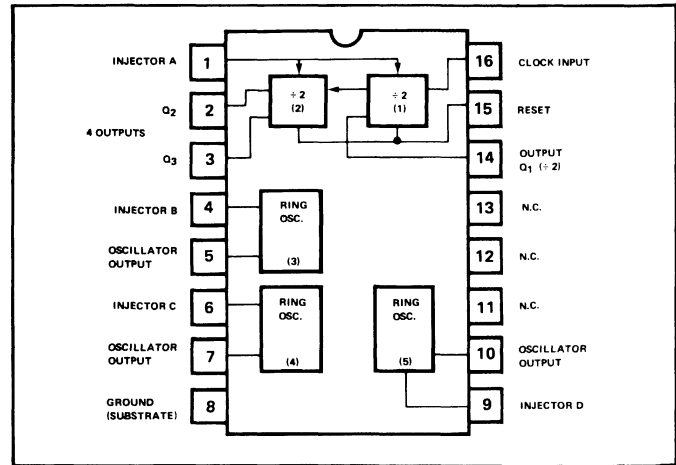 INJECTOR A
1
Q2
2
4 OUTPUTS
Q3
3
INJECTOR B
4
OSCILLATOR
OUTPUT
5
INJECTOR C
6
OSCILLATOR
OUTPUT
7
GROUND
(SUBSTRATE)
8
÷ 2
(2)
÷ 2
(1)
RING
OSC.
(3)
RING
OSC.
(4)
RING
OSC.
(5)
16
CLOCK INPUT
15
RESET
14
OUTPUT
Q1 (÷ 2)
13
N.C.
12
N.C.
11
N.C.
10
OSCILLATOR
OUTPUT
9
INJECTOR D